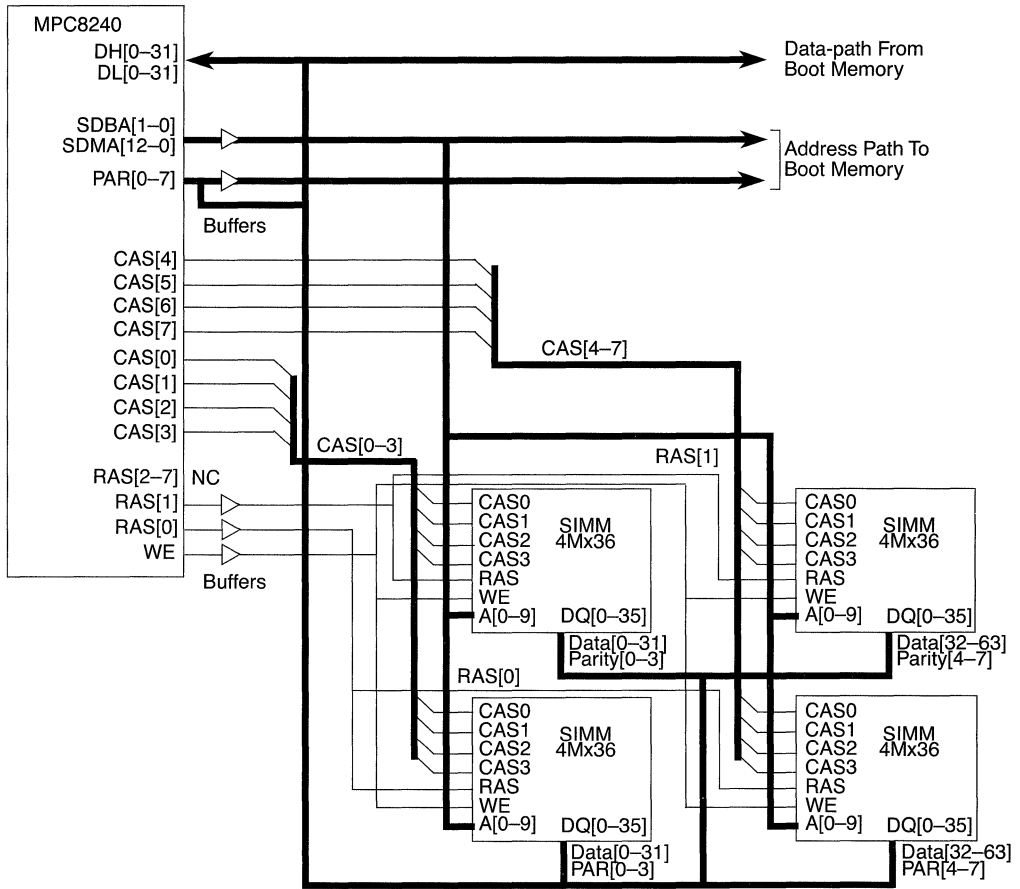 MPC8240
DH[0–31]
DL[0–31]
Data-path From
Boot Memory
SDBA[1–0]
SDMA[12–0]
PAR[0–7]
Address Path To
Boot Memory
Buffers
CAS[4]
CAS[5]
CAS[6]
CAS[7]
CAS[4–7]
CAS[0]
CAS[1]
CAS[2]
CAS[3]
CAS[0–3]
RAS[1]
RAS[2–7] NC
RAS[1]
RAS[0]
WE
Buffers
CAS0
CAS1
CAS2
CAS3
RAS
WE
A[0–9]
SIMM
4Mx36
DQ[0–35]
Data[0–31]
Parity[0–3]
CAS0
CAS1
CAS2
CAS3
RAS
WE
A[0–9]
SIMM
4Mx36
DQ[0–35]
Data[32–63]
Parity[4–7]
RAS[0]
CAS0
CAS1
CAS2
CAS3
RAS
WE
A[0–9]
SIMM
4Mx36
DQ[0–35]
Data[0–31]
PAR[0–3]
CAS0
CAS1
CAS2
CAS3
RAS
WE
A[0–9]
SIMM
4Mx36
DQ[0–35]
Data[32–63]
PAR[4–7]